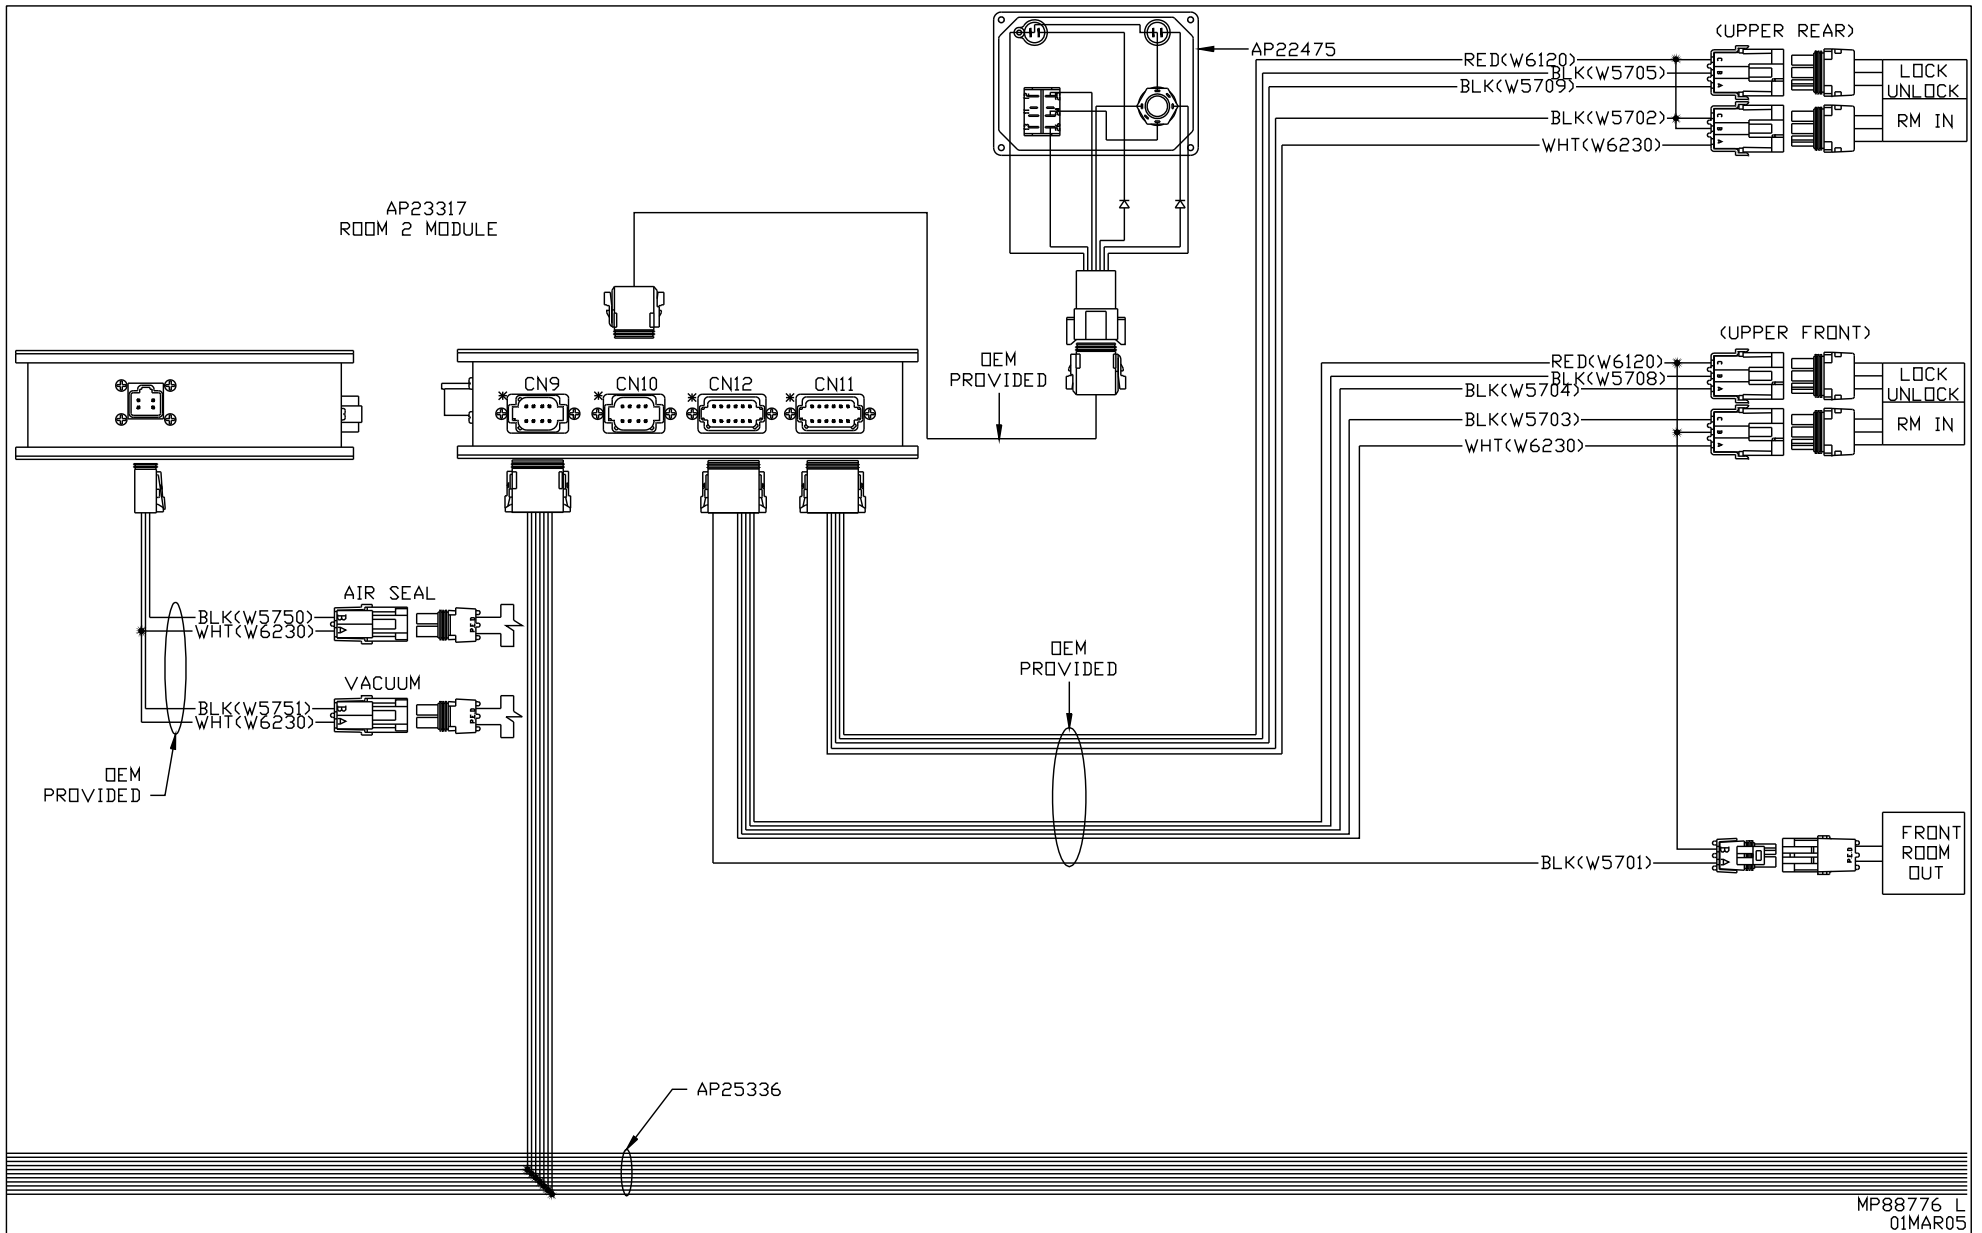 (UPPER REAR)
AP22475
RED(W6120)
BLK(W5705)
BLK(W5709)
BLK(W5702)
WHT(W6230)
C
B
A
C
B
A
LOCK
UNLOCK
RM IN
AP23317
ROOM 2 MODULE
(UPPER FRONT)
OEM
PROVIDED
RED(W6120)
BLK(W5708)
BLK(W5704)
BLK(W5703)
WHT(W6230)
C
B
A
C
B
A
LOCK
UNLOCK
RM IN
CN9
CN10
CN12
CN11
AIR SEAL
BLK(W5750)
WHT(W6230)
B
A
P.E.D
VACUUM
BLK(W5751)
WHT(W6230)
B
A
P.E.D
OEM
PROVIDED
OEM
PROVIDED
BLK(W5701)
B
A
P.E.D
FRONT
ROOM
OUT
AP25336
MP88776 L
01MAR05